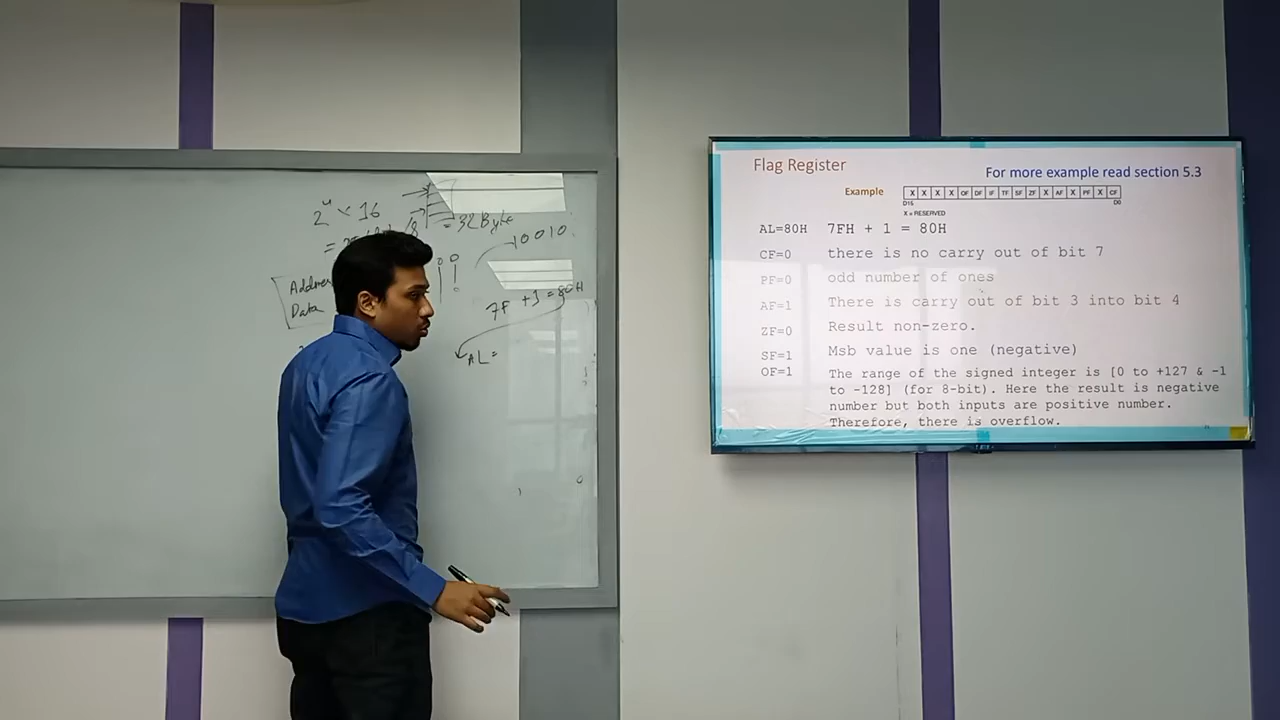 2⁴ × 16
= 32 Byte
10010
Address
Data
7F + 1 = 80H
AL =
Flag Register
For more example read section 5.3
Example
X X X X OF DF IF TF SF ZF X AF X PF X CF
D15 D0
X = RESERVED
AL=80H 7FH + 1 = 80H
CF=0 there is no carry out of bit 7
PF=0 odd number of ones
AF=1 There is carry out of bit 3 into bit 4
ZF=0 Result non-zero.
SF=1 Msb value is one (negative)
OF=1 The range of the signed integer is [0 to +127 & -1
to -128] (for 8-bit). Here the result is negative
number but both inputs are positive number.
Therefore, there is overflow.